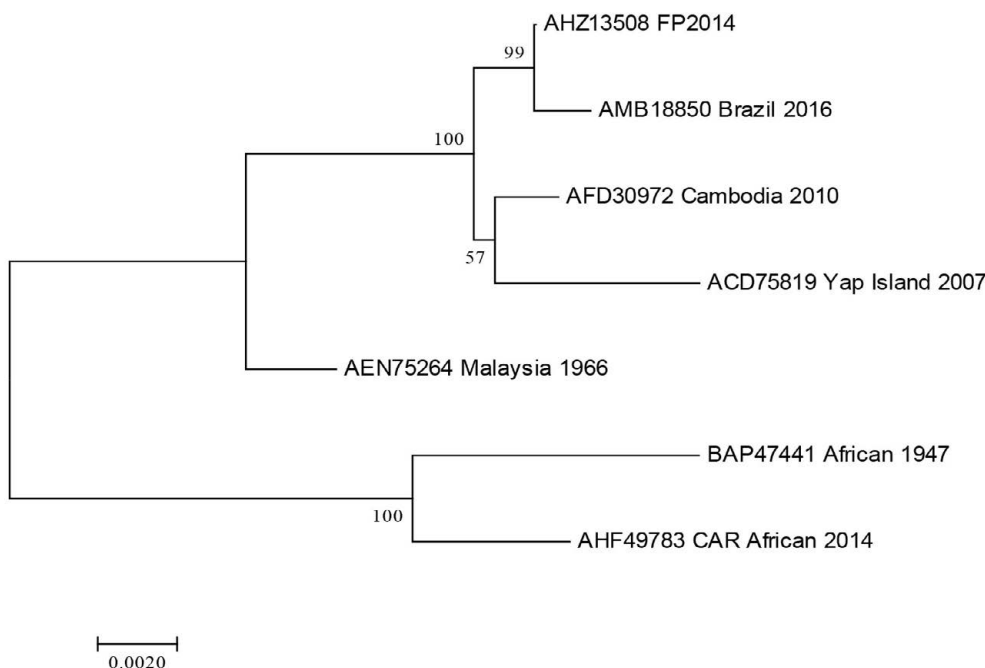 AHZ13508 FP2014
99
AMB18850 Brazil 2016
100
AFD30972 Cambodia 2010
57
ACD75819 Yap Island 2007
AEN75264 Malaysia 1966
BAP47441 African 1947
100
AHF49783 CAR African 2014
0.0020